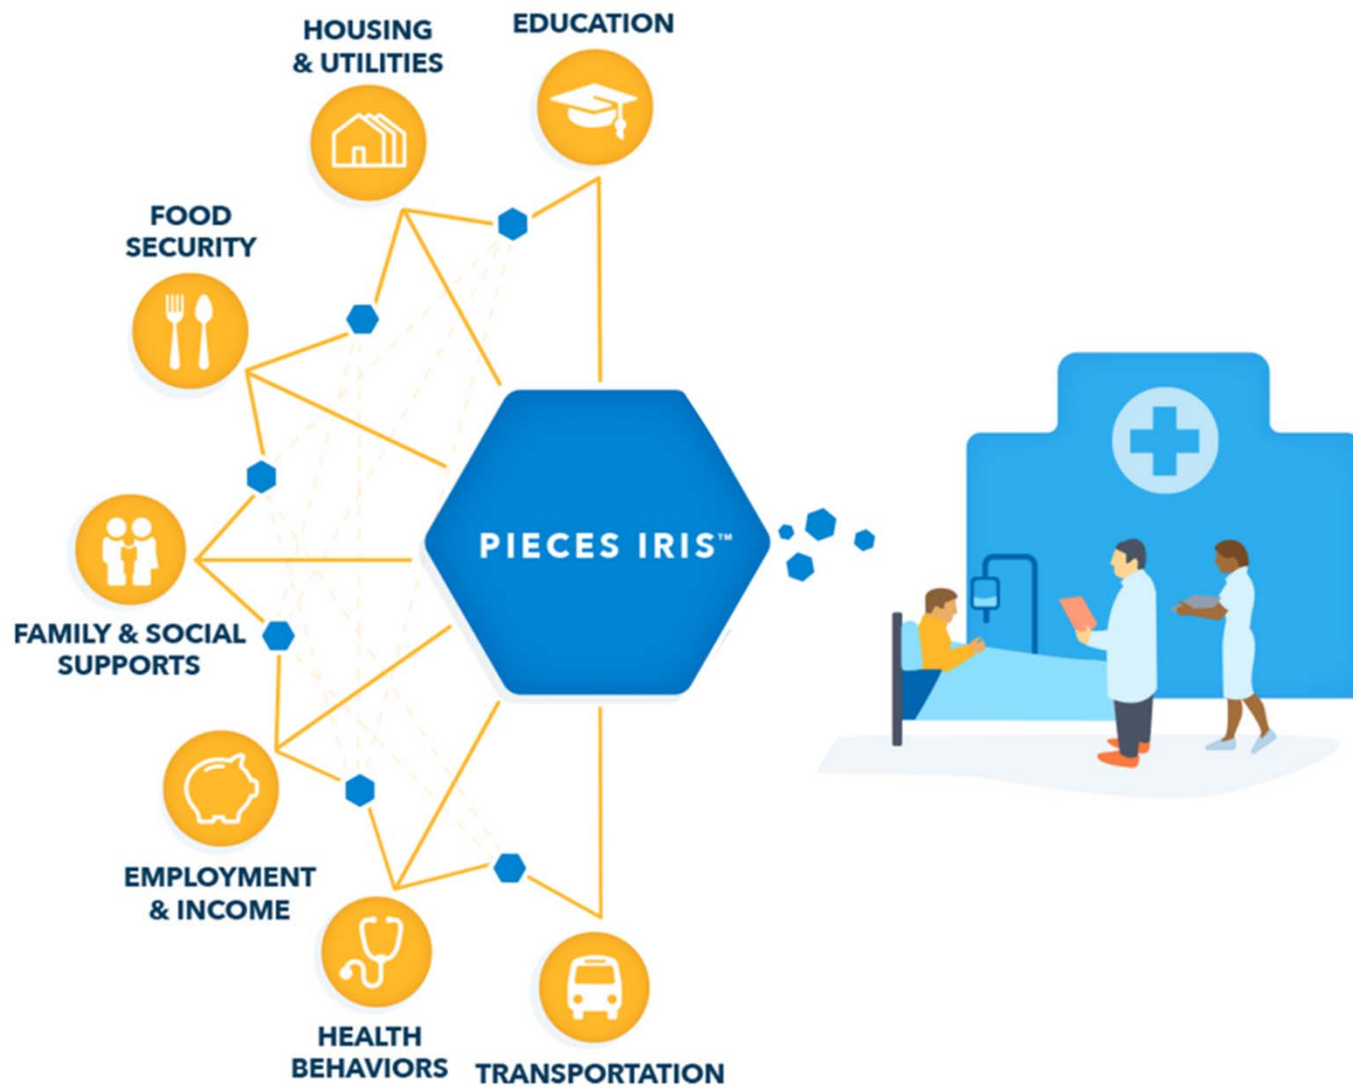 HOUSING
& UTILITIES
EDUCATION
FOOD
SECURITY
PIECES IRIS™
FAMILY & SOCIAL
SUPPORTS
EMPLOYMENT
& INCOME
HEALTH
BEHAVIORS
TRANSPORTATION